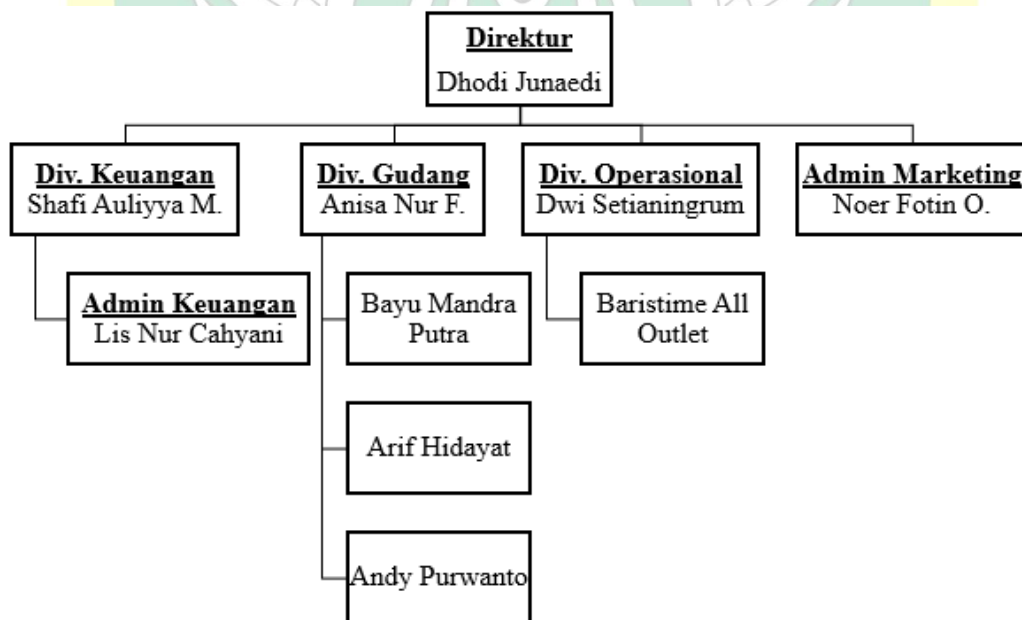 Direktur
Dhodi Junaedi
Div. Keuangan
Shafi Auliyya M.
Div. Gudang
Anisa Nur F.
Div. Operasional
Dwi Setianingrum
Admin Marketing
Noer Fotin O.
Admin Keuangan
Lis Nur Cahyani
Bayu Mandra
Putra
Baristime All
Outlet
Arif Hidayat
Andy Purwanto